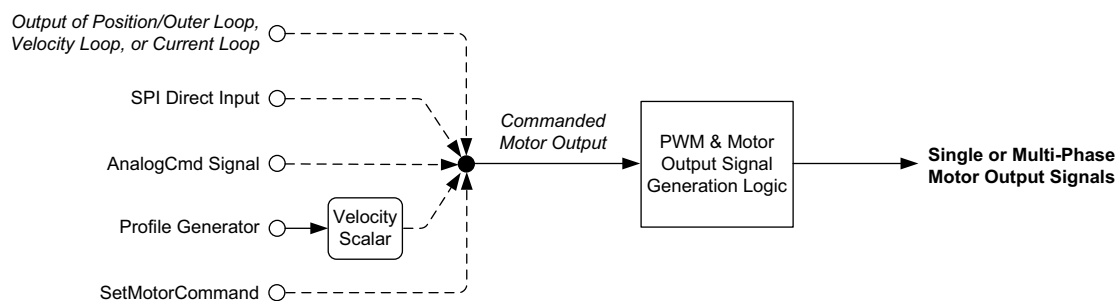 Output of Position/Outer Loop,
Velocity Loop, or Current Loop
SPI Direct Input
AnalogCmd Signal
Profile Generator
Velocity
Scalar
SetMotorCommand
Commanded
Motor Output
PWM & Motor
Output Signal
Generation Logic
Single or Multi-Phase
Motor Output Signals